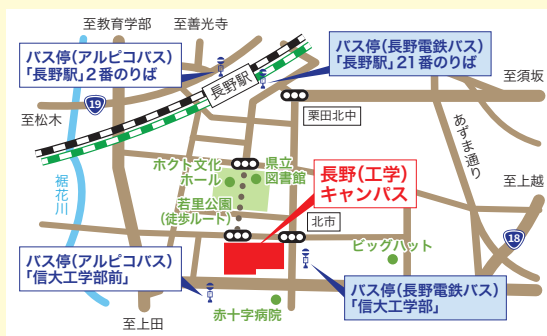 至教育学部
至善光寺
バス停(アルピコバス)
「長野駅」2番のりば
バス停(長野電鉄バス)
「長野駅」21番のりば
長野駅
至須坂
19
至松本
栗田北中
あずま通り
ホクト文化
ホール
県立
図書館
長野(工学)
キャンパス
裾花川
若里公園
(徒歩ルート)
至上越
北市
18
ビッグハット
バス停(アルピコバス)
「信大工学部前」
バス停(長野電鉄バス)
「信大工学部」
赤十字病院
至上田